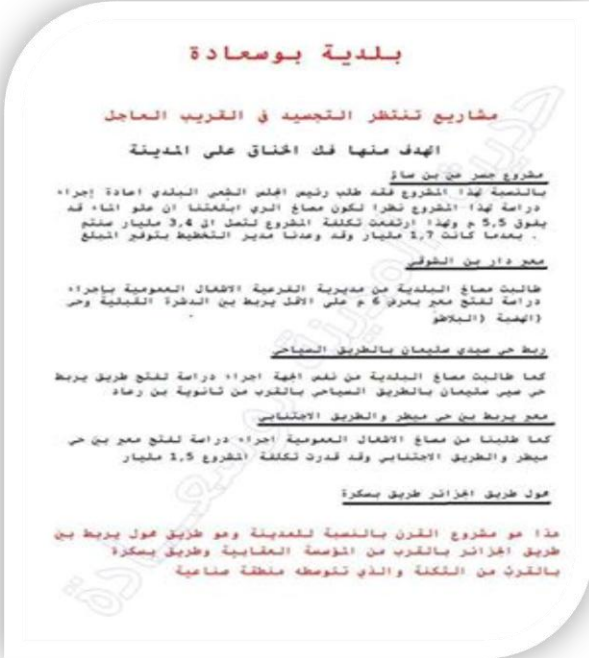 بلدية بوسعادة
مشاريع تنتظر التجسيد في القريب العاجل
الهدف منها فك الخناق على المدينة
مشروع جسر من بن ساز
بالنسبة لهذا المشروع فقد طلب رئيس المجلس الشعبي البلدي اعادة إجراء
دراسة لهذا المشروع نظرا لكون مصالح الري ابلغتنا ان علو الماء قد
يفوق 5,5 م ولهذا ارتفعت تكلفة المشروع لتصل الى 3,4 مليار سنتم
. بعدما كانت 1,7 مليار وقد وعدنا مدير التخطيط بتوفير المبلغ
معبر دار بن الشوقي
طالبت مصالح البلدية من مديرية الفرعية الاشغال العمومية بإجراء
دراسة لفتح معبر بعرض 6 م على الاقل يربط بين الدشرة القبلية وحي
(الهضبة (البلاطو
ربط حي سيدي سليمان بالطريق السياحي
كما طالبت مصالح البلدية من نفس الجهة اجراء دراسة لفتح طريق يربط
حي سليمان بالطريق السياحي بالقرب من ثانوية بن رعاد
معبر يربط بين حي ميطر والطريق الاجتنابي
كما طلبنا من مصالح الاشغال العمومية اجراء دراسة لفتح معبر بين حي
ميطر والطريق الاجتنابي وقد قدرت تكلفة المشروع 1,5 مليار
محول طريق الجزائر طريق بسكرة
هذا هو مشروع القرن بالنسبة للمدينة وهو طريق محول يربط بين
طريق الجزائر بالقرب من المؤسسة العقابية وطريق بسكرة
بالقرب من الثكنة والذي تتوسطه منطقة صناعية